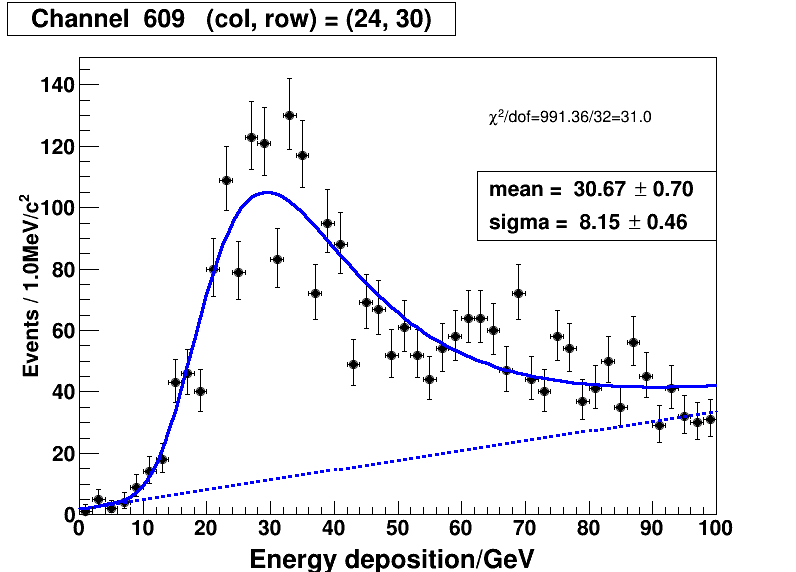 Channel 609 (col, row) = (24, 30)
χ²/dof=991.36/32=31.0
mean = 30.67 ± 0.70
sigma = 8.15 ± 0.46
Events / 1.0MeV/c²
140
120
100
80
60
40
20
0
0 10 20 30 40 50 60 70 80 90 100
Energy deposition/GeV